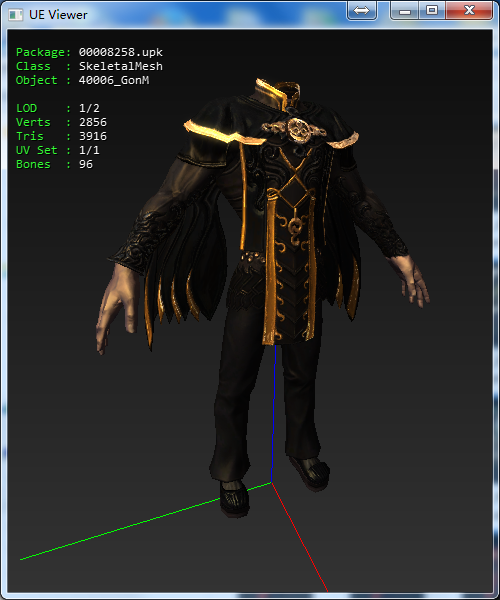 UE Viewer
Package: 00008258.upk
Class : SkeletalMesh
Object : 40006_GonM
LOD : 1/2
Verts : 2856
Tris : 3916
UV Set : 1/1
Bones : 96